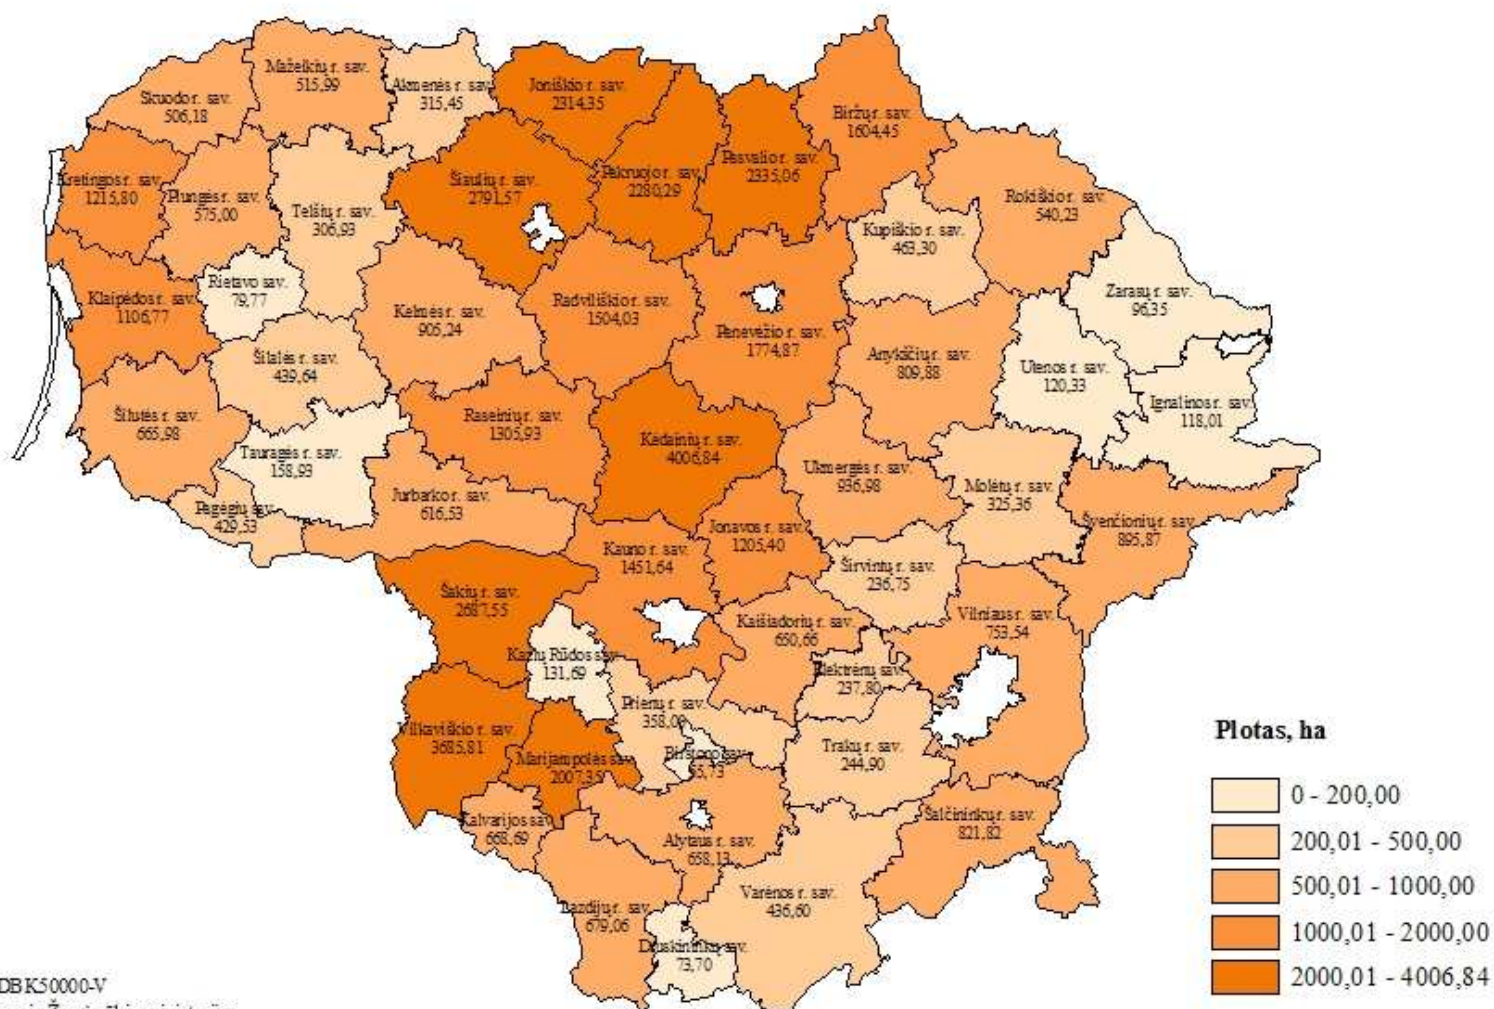 Mažeikių r. sav.
515,99
Skuodo r. sav.
506,18
Akmenės r. sav.
315,45
Joniškio r. sav.
2314,35
Biržų r. sav.
1604,45
Kretingos r. sav.
1215,80
Plungės r. sav.
575,00
Telšių r. sav.
306,93
Šiaulių r. sav.
2791,57
Pakruojo r. sav.
2280,29
Pasvalio r. sav.
2335,06
Rokiškio r. sav.
540,23
Kupiškio r. sav.
463,30
Klaipėdos r. sav.
1106,77
Rietavo sav.
79,77
Kelmės r. sav.
905,24
Radviliškio r. sav.
1504,03
Panevėžio r. sav.
1774,87
Zarasų r. sav.
96,35
Šilalės r. sav.
439,64
Anykščių r. sav.
809,88
Utenos r. sav.
120,33
Ignalinos r. sav.
118,01
Šilutės r. sav.
665,98
Tauragės r. sav.
158,93
Raseinių r. sav.
1305,93
Kėdainių r. sav.
4006,84
Ukmergės r. sav.
936,98
Molėtų r. sav.
325,36
Pagėgių sav.
429,53
Jurbarko r. sav.
616,53
Jonavos r. sav.
1205,40
Švenčionių r. sav.
895,87
Kauno r. sav.
1451,64
Širvintų r. sav.
236,75
Šakių r. sav.
2687,55
Kaišiadorių r. sav.
650,66
Vilniaus r. sav.
753,54
Kazlų Rūdos sav.
131,69
Elektrėnų sav.
237,80
Prienų r. sav.
358,09
Vilkaviškio r. sav.
3685,81
Marijampolės sav.
2007,35
Birštono sav.
Trakų r. sav.
244,90
Kalvarijos sav.
668,69
Alytaus r. sav.
658,13
Šalčininkų r. sav.
821,82
Lazdijų r. sav.
679,06
Varėnos r. sav.
436,60
Druskininkų sav.
73,70
Plotas, ha
0 - 200,00
200,01 - 500,00
500,01 - 1000,00
1000,01 - 2000,00
2000,01 - 4006,84
DBK50000-V